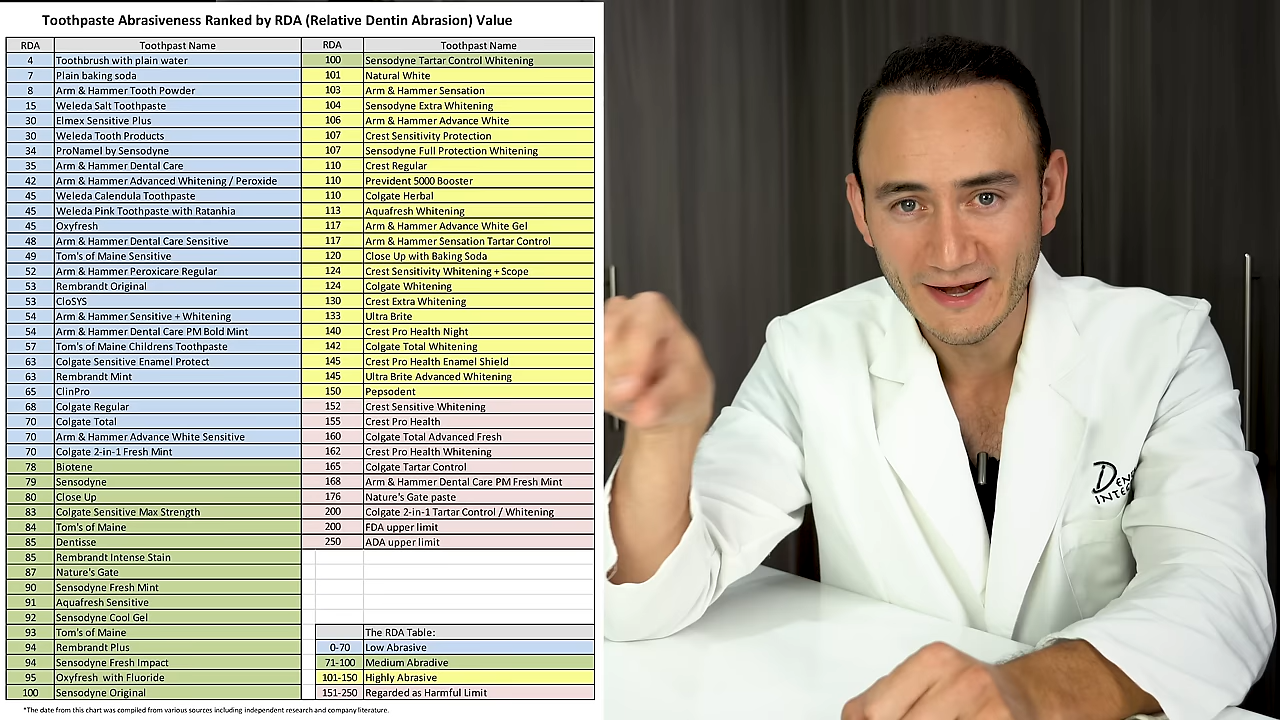 Toothpaste Abrasiveness Ranked by RDA (Relative Dentin Abrasion) Value
RDA Toothpast Name
4 Toothbrush with plain water
7 Plain baking soda
8 Arm & Hammer Tooth Powder
15 Weleda Salt Toothpaste
30 Elmex Sensitive Plus
30 Weleda Tooth Products
34 ProNamel by Sensodyne
35 Arm & Hammer Dental Care
42 Arm & Hammer Advanced Whitening / Peroxide
45 Weleda Calendula Toothpaste
45 Weleda Pink Toothpaste with Ratanhia
45 Oxyfresh
48 Arm & Hammer Dental Care Sensitive
49 Tom's of Maine Sensitive
52 Arm & Hammer Peroxicare Regular
53 Rembrandt Original
53 CloSYS
54 Arm & Hammer Sensitive + Whitening
54 Arm & Hammer Dental Care PM Bold Mint
57 Tom's of Maine Childrens Toothpaste
63 Colgate Sensitive Enamel Protect
63 Rembrandt Mint
65 ClinPro
68 Colgate Regular
70 Colgate Total
70 Arm & Hammer Advance White Sensitive
70 Colgate 2-in-1 Fresh Mint
78 Biotene
79 Sensodyne
80 Close Up
83 Colgate Sensitive Max Strength
84 Tom's of Maine
85 Dentisse
85 Rembrandt Intense Stain
87 Nature's Gate
90 Sensodyne Fresh Mint
91 Aquafresh Sensitive
92 Sensodyne Cool Gel
93 Tom's of Maine
94 Rembrandt Plus
94 Sensodyne Fresh Impact
95 Oxyfresh with Fluoride
100 Sensodyne Original
RDA Toothpast Name
100 Sensodyne Tartar Control Whitening
101 Natural White
103 Arm & Hammer Sensation
104 Sensodyne Extra Whitening
106 Arm & Hammer Advance White
107 Crest Sensitivity Protection
107 Sensodyne Full Protection Whitening
110 Crest Regular
110 Prevident 5000 Booster
110 Colgate Herbal
113 Aquafresh Whitening
117 Arm & Hammer Advance White Gel
117 Arm & Hammer Sensation Tartar Control
120 Close Up with Baking Soda
124 Crest Sensitivity Whitening + Scope
124 Colgate Whitening
130 Crest Extra Whitening
133 Ultra Brite
140 Crest Pro Health Night
142 Colgate Total Whitening
145 Crest Pro Health Enamel Shield
145 Ultra Brite Advanced Whitening
150 Pepsodent
152 Crest Sensitive Whitening
155 Crest Pro Health
160 Colgate Total Advanced Fresh
162 Crest Pro Health Whitening
165 Colgate Tartar Control
168 Arm & Hammer Dental Care PM Fresh Mint
176 Nature's Gate paste
200 Colgate 2-in-1 Tartar Control / Whitening
200 FDA upper limit
250 ADA upper limit
The RDA Table:
0-70 Low Abrasive
71-100 Medium Abradive
101-150 Highly Abrasive
151-250 Regarded as Harmful Limit
*The date from this chart was compiled from various sources including independent research and company literature.